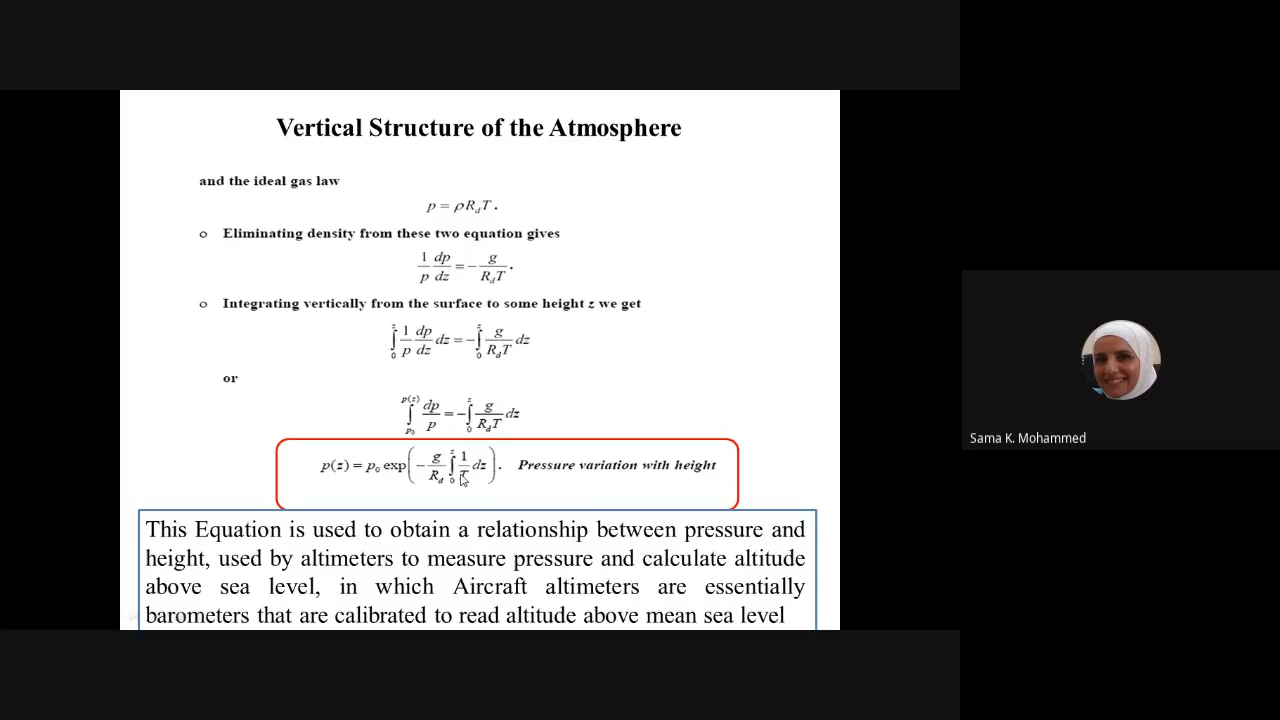 Vertical Structure of the Atmosphere
and the ideal gas law
p = ρR_dT.
o Eliminating density from these two equation gives
1/p dp/dz = − g/(R_dT).
o Integrating vertically from the surface to some height z we get
∫₀ᶻ 1/p dp/dz dz = −∫₀ᶻ g/(R_dT) dz
or
∫_{p₀}^{p(z)} dp/p = −∫₀ᶻ g/(R_dT) dz
p(z) = p₀ exp(− g/R_d ∫₀ᶻ 1/T dz). Pressure variation with height
This Equation is used to obtain a relationship between pressure and
height, used by altimeters to measure pressure and calculate altitude
above sea level, in which Aircraft altimeters are essentially
barometers that are calibrated to read altitude above mean sea level
Sama K. Mohammed